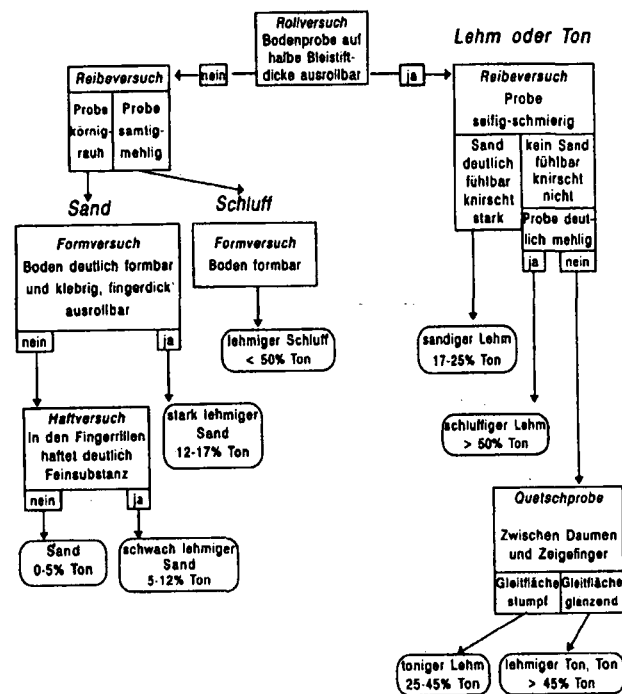 Rollversuch
Bodenprobe auf
halbe Bleistift-
dicke ausrollbar
nein
ja
Lehm oder Ton
Reibeversuch
Probe
körnig-
rauh
Probe
samtig-
mehlig
Reibeversuch
Probe
seifig-schmierig
Sand
deutlich
fühlbar
knirscht
stark
kein Sand
fühlbar
knirscht
nicht
Probe deut-
lich mehlig
ja
nein
Sand
Schluff
Formversuch
Boden deutlich formbar
und klebrig, fingerdick
ausrollbar
nein
ja
Formversuch
Boden formbar
lehmiger Schluff
< 50% Ton
sandiger Lehm
17-25% Ton
schluffiger Lehm
> 50% Ton
Haftversuch
In den Fingerrillen
haftet deutlich
Feinsubstanz
nein
ja
stark lehmiger
Sand
12-17% Ton
Sand
0-5% Ton
schwach lehmiger
Sand
5-12% Ton
Quetschprobe
Zwischen Daumen
und Zeigefinger
Gleitfläche
stumpf
Gleitfläche
glanzend
toniger Lehm
25-45% Ton
lehmiger Ton, Ton
> 45% Ton